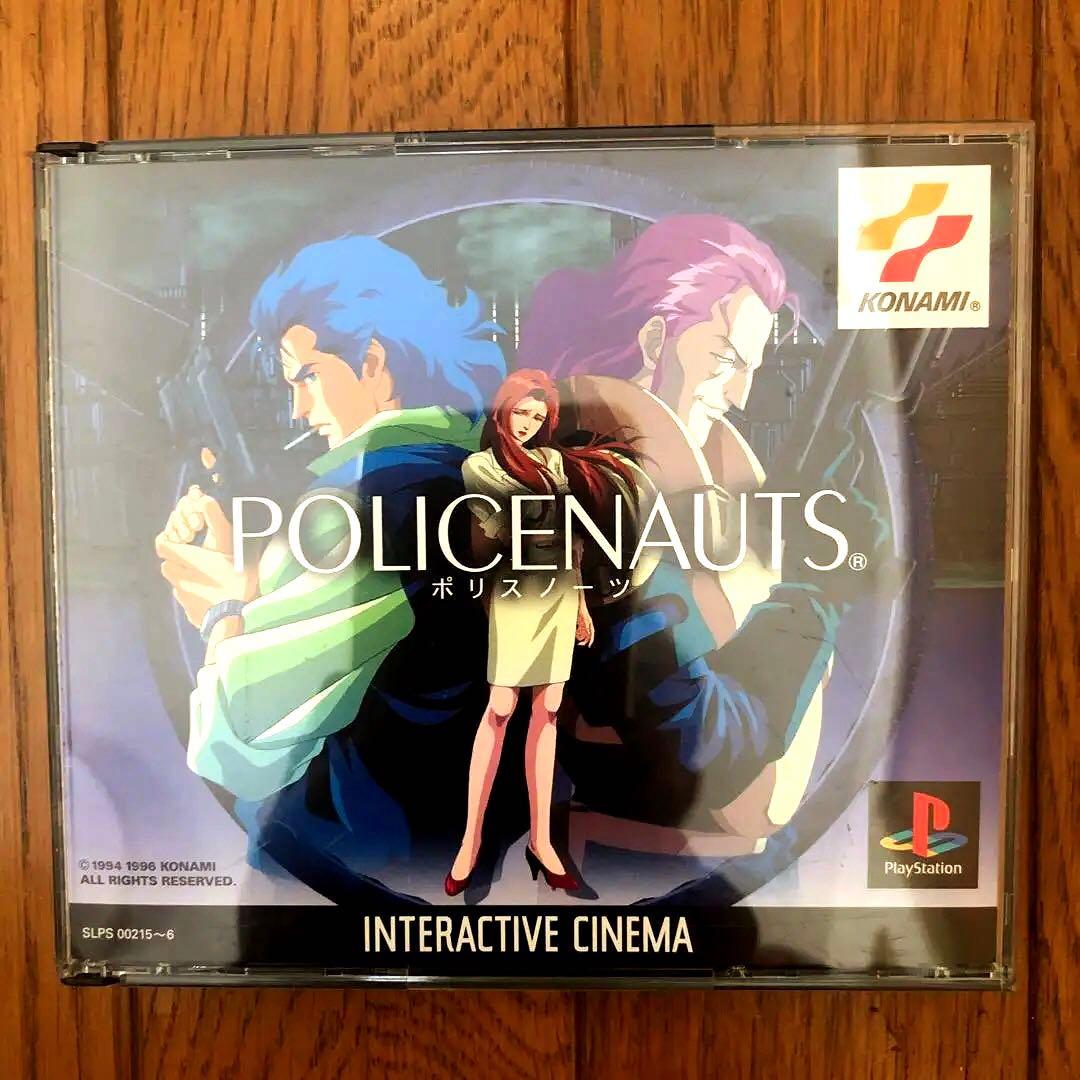 KONAMI®
POLICENAUTS®
ポリスノーツ
PlayStation
©1994 1996 KONAMI
ALL RIGHTS RESERVED.
SLPS 00215〜6
INTERACTIVE CINEMA